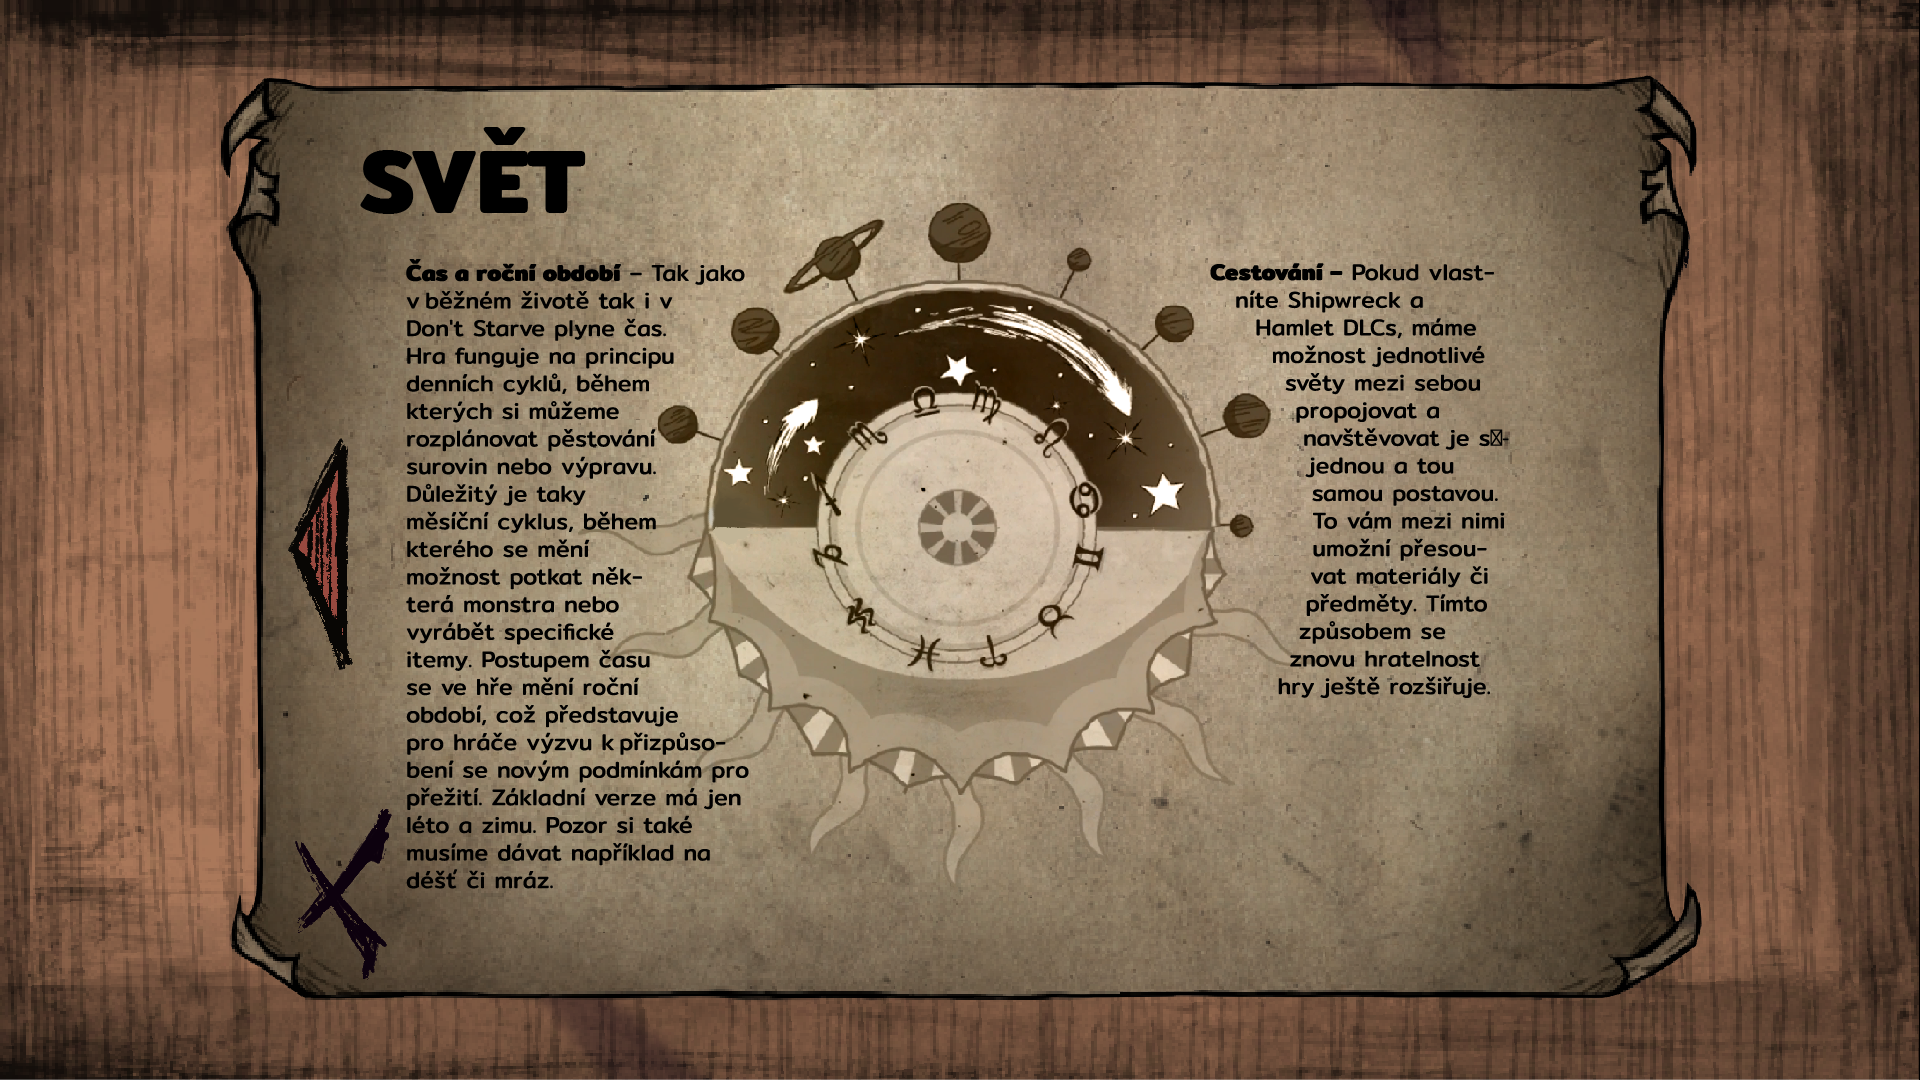 SVĚT
Čas a roční období – Tak jako
v běžném životě tak i v
Don't Starve plyne čas.
Hra funguje na principu
denních cyklů, během
kterých si můžeme
rozplánovat pěstování
surovin nebo výpravu.
Důležitý je taky
měsíční cyklus, během
kterého se mění
možnost potkat něk-
terá monstra nebo
vyrábět specifické
itemy. Postupem času
se ve hře mění roční
období, což představuje
pro hráče výzvu k přizpůso-
bení se novým podmínkám pro
přežití. Základní verze má jen
léto a zimu. Pozor si také
musíme dávat například na
déšť či mráz.
Cestování – Pokud vlast-
níte Shipwreck a
Hamlet DLCs, máme
možnost jednotlivé
světy mezi sebou
propojovat a
navštěvovat je s-
jednou a tou
samou postavou.
To vám mezi nimi
umožní přesou-
vat materiály či
předměty. Tímto
způsobem se
znovu hratelnost
hry ještě rozšiřuje.